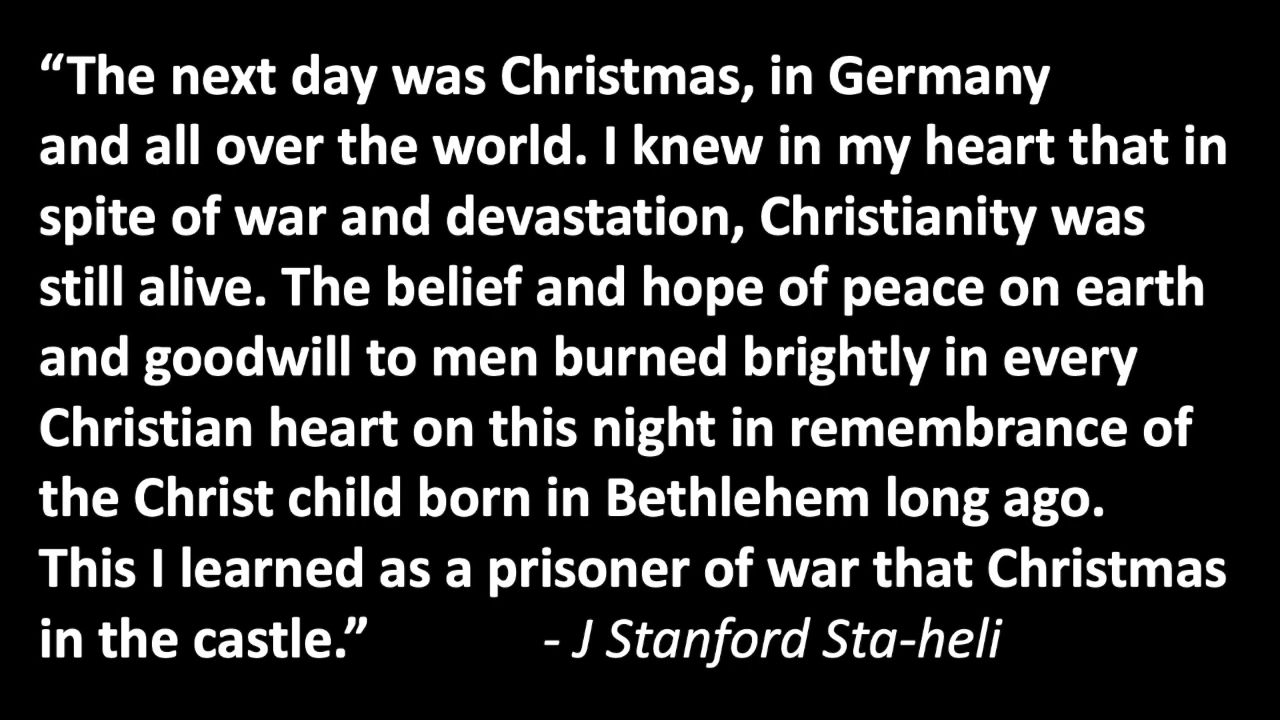 “The next day was Christmas, in Germany
and all over the world. I knew in my heart that in
spite of war and devastation, Christianity was
still alive. The belief and hope of peace on earth
and goodwill to men burned brightly in every
Christian heart on this night in remembrance of
the Christ child born in Bethlehem long ago.
This I learned as a prisoner of war that Christmas
in the castle.” - J Stanford Sta-heli